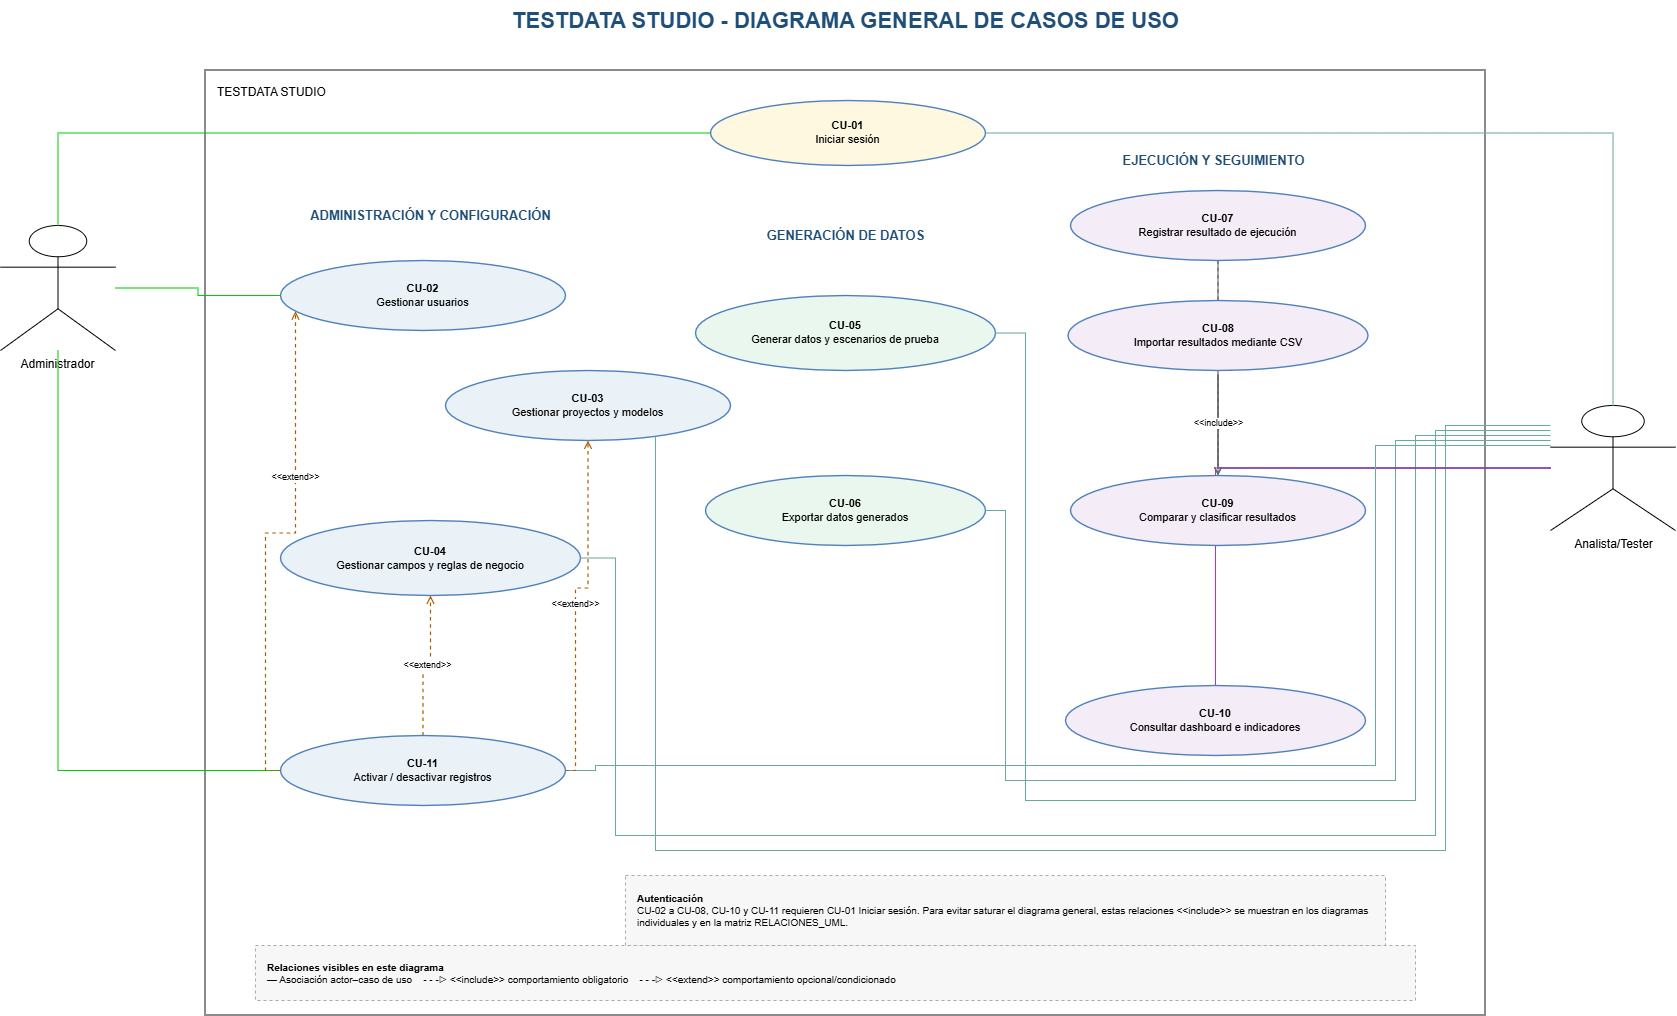 TESTDATA STUDIO - DIAGRAMA GENERAL DE CASOS DE USO
TESTDATA STUDIO
CU-01
Iniciar sesión
EJECUCIÓN Y SEGUIMIENTO
ADMINISTRACIÓN Y CONFIGURACIÓN
GENERACIÓN DE DATOS
CU-07
Registrar resultado de ejecución
CU-02
Gestionar usuarios
CU-05
Generar datos y escenarios de prueba
CU-08
Importar resultados mediante CSV
Administrador
CU-03
Gestionar proyectos y modelos
<<include>>
<<extend>>
CU-06
Exportar datos generados
CU-09
Comparar y clasificar resultados
Analista/Tester
CU-04
Gestionar campos y reglas de negocio
<<extend>>
<<extend>>
CU-10
Consultar dashboard e indicadores
CU-11
Activar / desactivar registros
Autenticación
CU-02 a CU-08, CU-10 y CU-11 requieren CU-01 Iniciar sesión. Para evitar saturar el diagrama general, estas relaciones <<include>> se muestran en los diagramas
individuales y en la matriz RELACIONES_UML.
Relaciones visibles en este diagrama
— Asociación actor–caso de uso - - -▷ <<include>> comportamiento obligatorio - - -▷ <<extend>> comportamiento opcional/condicionado